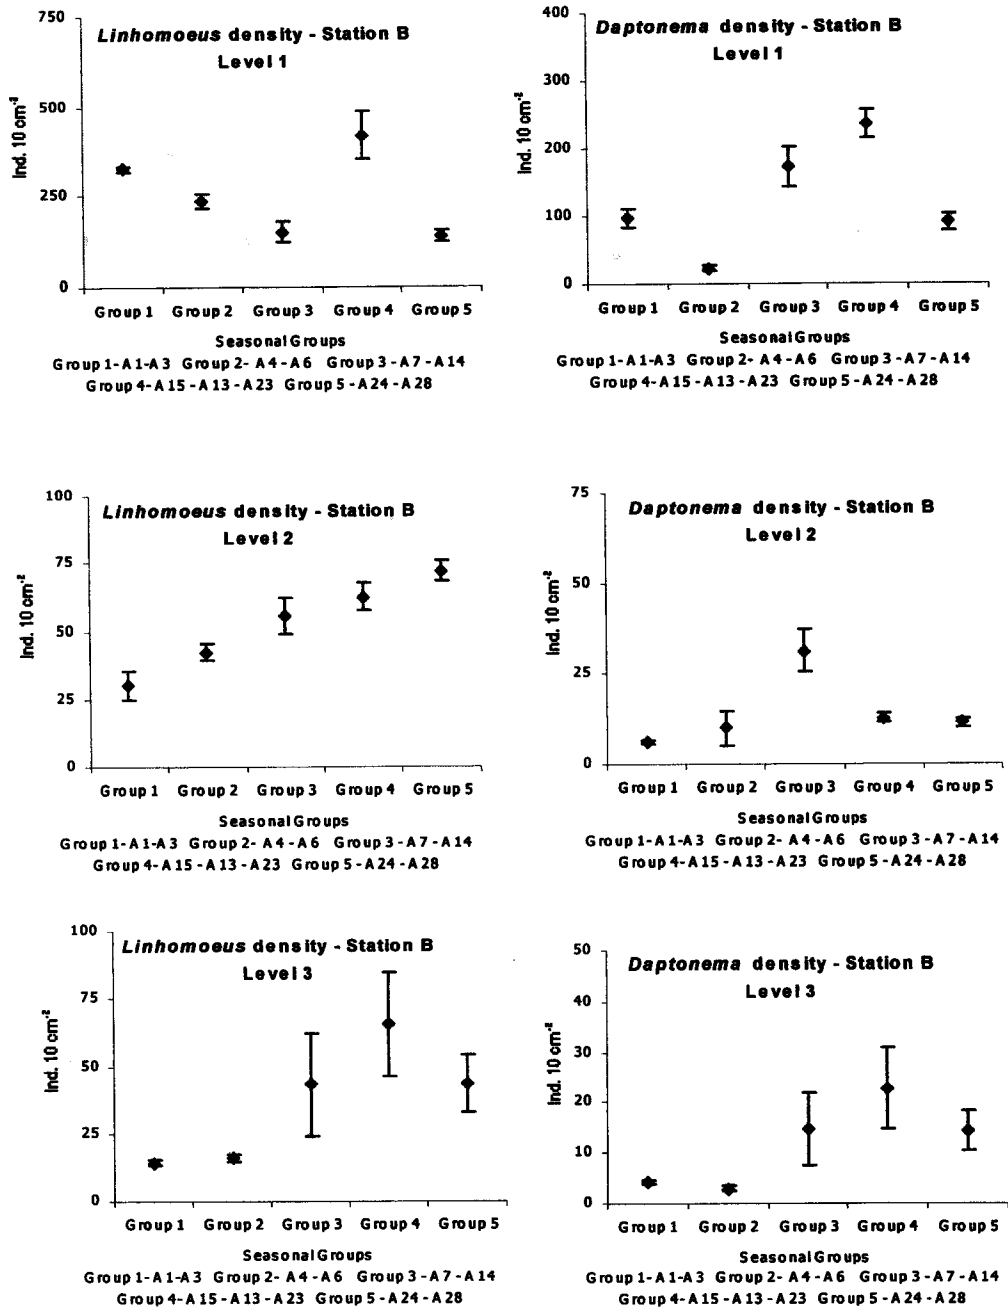 Linhomoeus density - Station B
Level 1
Ind. 10 cm-2
750
500
250
0
Group 1 Group 2 Group 3 Group 4 Group 5
Seasonal Groups
Group 1-A1-A3 Group 2- A4 -A6 Group 3 -A7 -A14
Group 4-A15 -A13 -A23 Group 5 -A24 -A28
Daptonema density - Station B
Level 1
Ind. 10 cm-2
400
300
200
100
0
Group 1 Group 2 Group 3 Group 4 Group 5
Seasonal Groups
Group 1-A1-A3 Group 2- A4 -A6 Group 3 -A7 -A14
Group 4-A15 -A13 -A23 Group 5 -A24 -A28
Linhomoeus density - Station B
Level 2
Ind. 10 cm-2
100
75
50
25
0
Group 1 Group 2 Group 3 Group 4 Group 5
Seasonal Groups
Group 1-A1-A3 Group 2- A4 -A6 Group 3 -A7 -A14
Group 4-A15 -A13 -A23 Group 5 -A24 -A28
Daptonema density - Station B
Level 2
Ind. 10 cm-2
75
50
25
0
Group 1 Group 2 Group 3 Group 4 Group 5
Seasonal Groups
Group 1-A1-A3 Group 2- A4 -A6 Group 3 -A7 -A14
Group 4-A15 -A13 -A23 Group 5 -A24 -A28
Linhomoeus density - Station B
Level 3
Ind. 10 cm-2
100
75
50
25
0
Group 1 Group 2 Group 3 Group 4 Group 5
Seasonal Groups
Group 1-A1-A3 Group 2- A4 -A6 Group 3 -A7 -A14
Group 4-A15 -A13 -A23 Group 5 -A24 -A28
Daptonema density - Station B
Level 3
Ind. 10 cm-2
50
40
30
20
10
0
Group 1 Group 2 Group 3 Group 4 Group 5
Seasonal Groups
Group 1-A1-A3 Group 2- A4 -A6 Group 3 -A7 -A14
Group 4-A15 -A13 -A23 Group 5 -A24 -A28